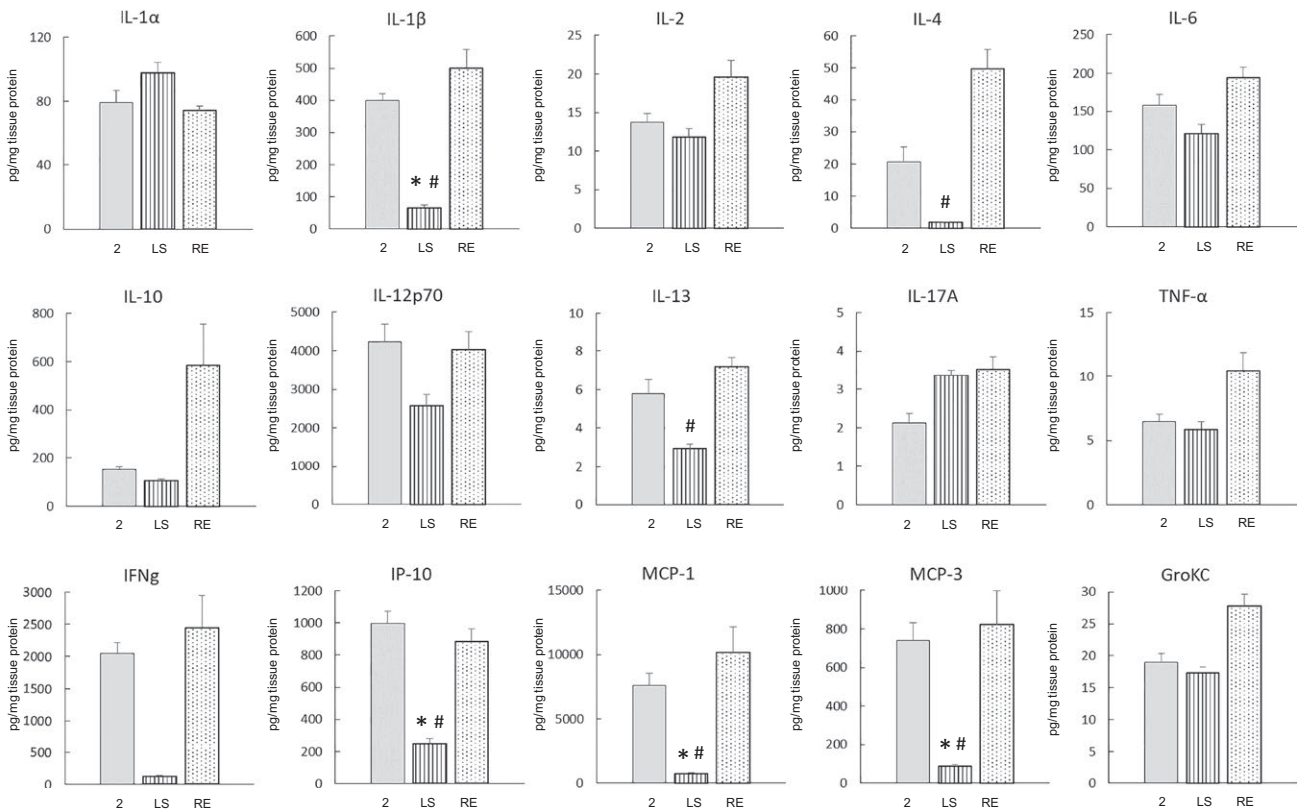 IL-1α
pg/mg tissue protein
120
80
40
0
2 LS RE
IL-1β
pg/mg tissue protein
600
500
400
300
200
100
0
* #
2 LS RE
IL-2
pg/mg tissue protein
25
20
15
10
5
0
2 LS RE
IL-4
pg/mg tissue protein
60
50
40
30
20
10
0
#
2 LS RE
IL-6
pg/mg tissue protein
250
200
150
100
50
0
2 LS RE
IL-10
pg/mg tissue protein
800
600
400
200
0
2 LS RE
IL-12p70
pg/mg tissue protein
5000
4000
3000
2000
1000
0
2 LS RE
IL-13
pg/mg tissue protein
8
6
4
2
0
#
2 LS RE
IL-17A
pg/mg tissue protein
5
4
3
2
1
0
2 LS RE
TNF-α
pg/mg tissue protein
15
10
5
0
2 LS RE
IFNg
pg/mg tissue protein
3000
2500
2000
1500
1000
500
0
2 LS RE
IP-10
pg/mg tissue protein
1200
1000
800
600
400
200
0
* #
2 LS RE
MCP-1
pg/mg tissue protein
15000
10000
5000
0
* #
2 LS RE
MCP-3
pg/mg tissue protein
1000
800
600
400
200
0
* #
2 LS RE
GroKC
pg/mg tissue protein
30
25
20
15
10
5
0
2 LS RE